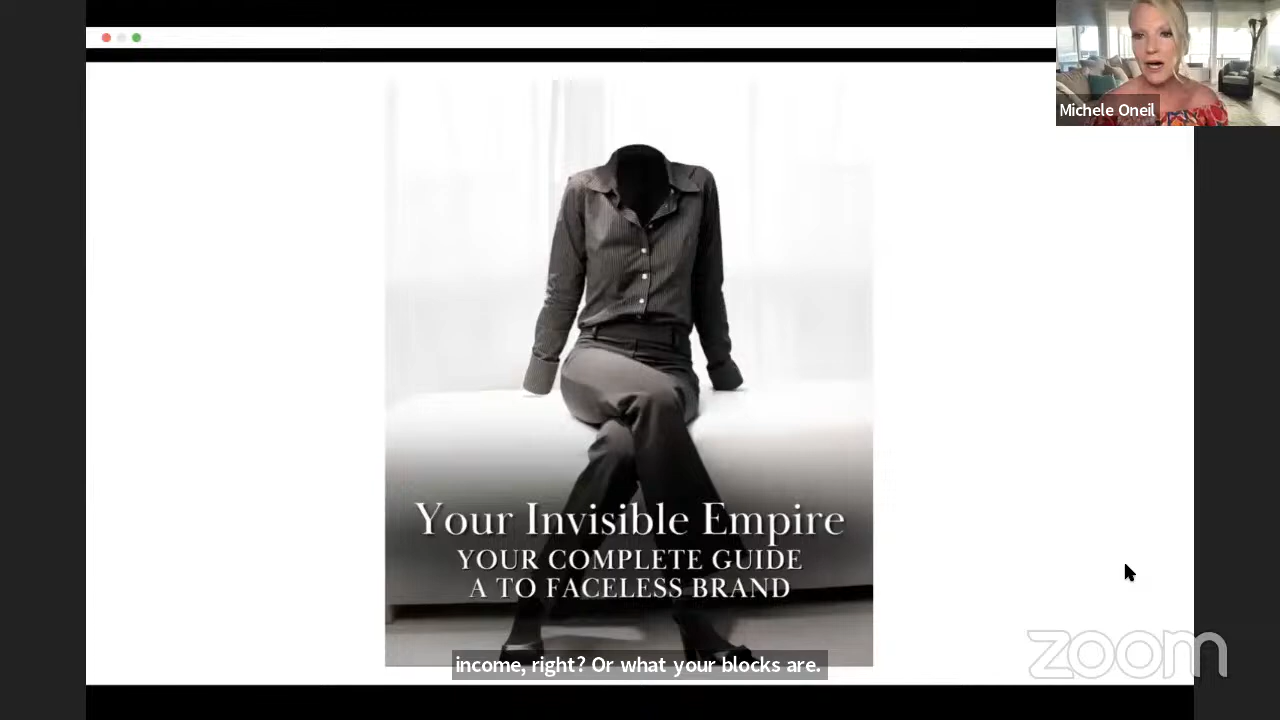 Michele Oneil
Your Invisible Empire
YOUR COMPLETE GUIDE
A TO FACELESS BRAND
income, right? Or what your blocks are.
zoom